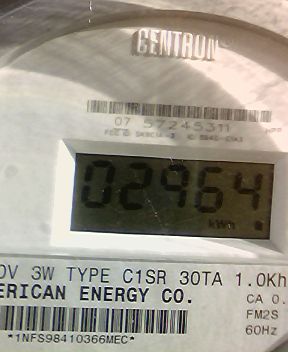 CENTRON
07 57245311
02964
kWh
0V 3W TYPE C1SR 30TA 1.0Kh
ERICAN ENERGY CO.
CA 0.
FM2S
60Hz
*1NFS98410366MEC*